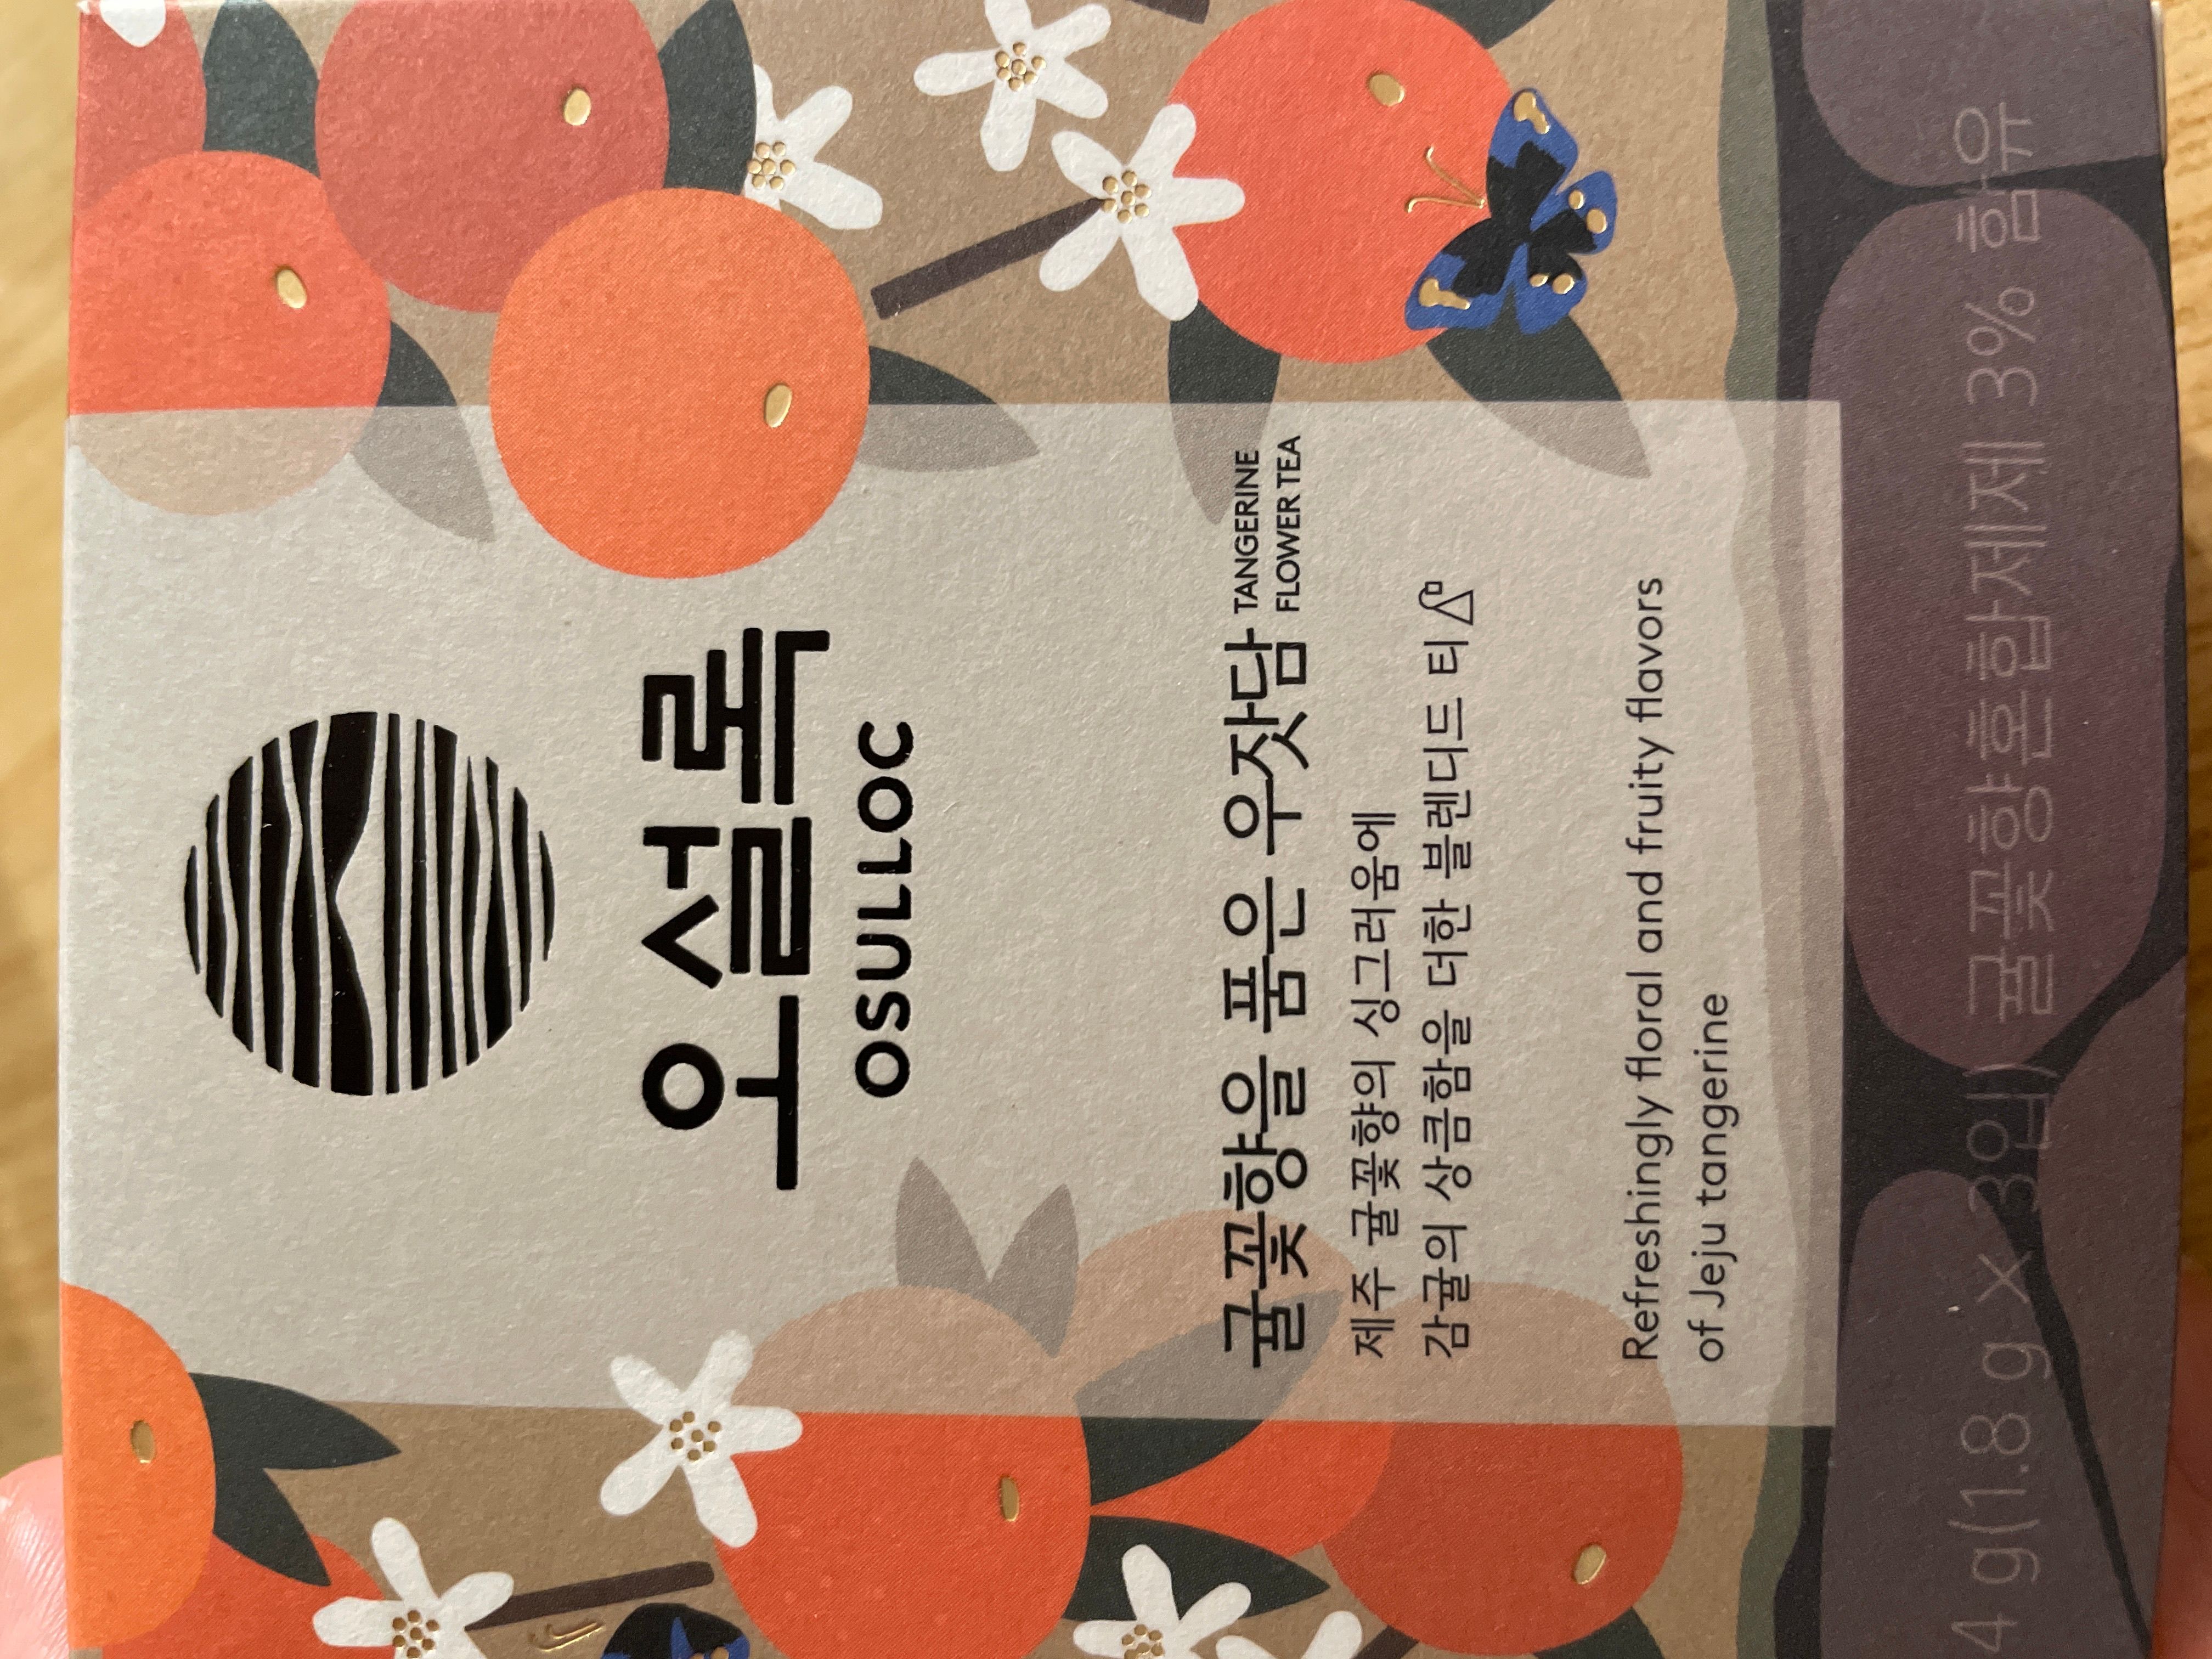 오설록
OSULLOC
귤꽃향을 품은 우잣담 TANGERINE
FLOWER TEA
제주 귤꽃향의 싱그러움에
감귤의 상큼함을 더한 블렌디드 티
Refreshingly floral and fruity flavors
of Jeju tangerine
4 g(1.8 g × 3입) 귤꽃향혼합제제 3% 함유